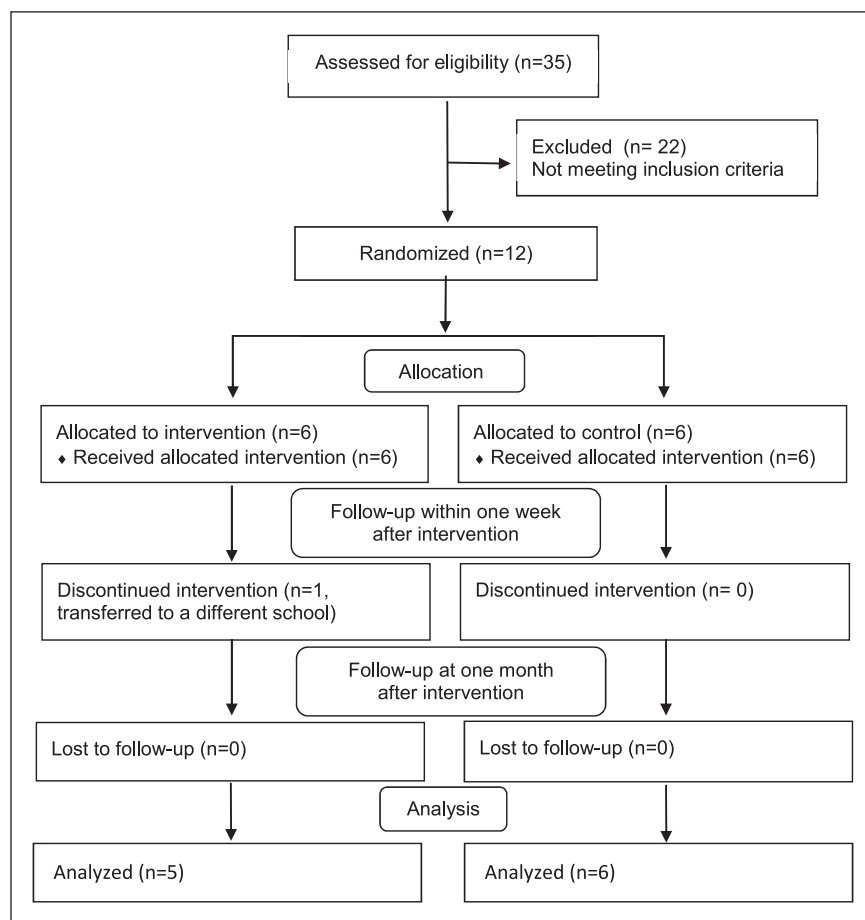 Assessed for eligibility (n=35)
Excluded (n= 22)
Not meeting inclusion criteria
Randomized (n=12)
Allocation
Allocated to intervention (n=6)
♦ Received allocated intervention (n=6)
Allocated to control (n=6)
♦ Received allocated intervention (n=6)
Follow-up within one week
after intervention
Discontinued intervention (n=1,
transferred to a different school)
Discontinued intervention (n= 0)
Follow-up at one month
after intervention
Lost to follow-up (n=0)
Lost to follow-up (n=0)
Analysis
Analyzed (n=5)
Analyzed (n=6)